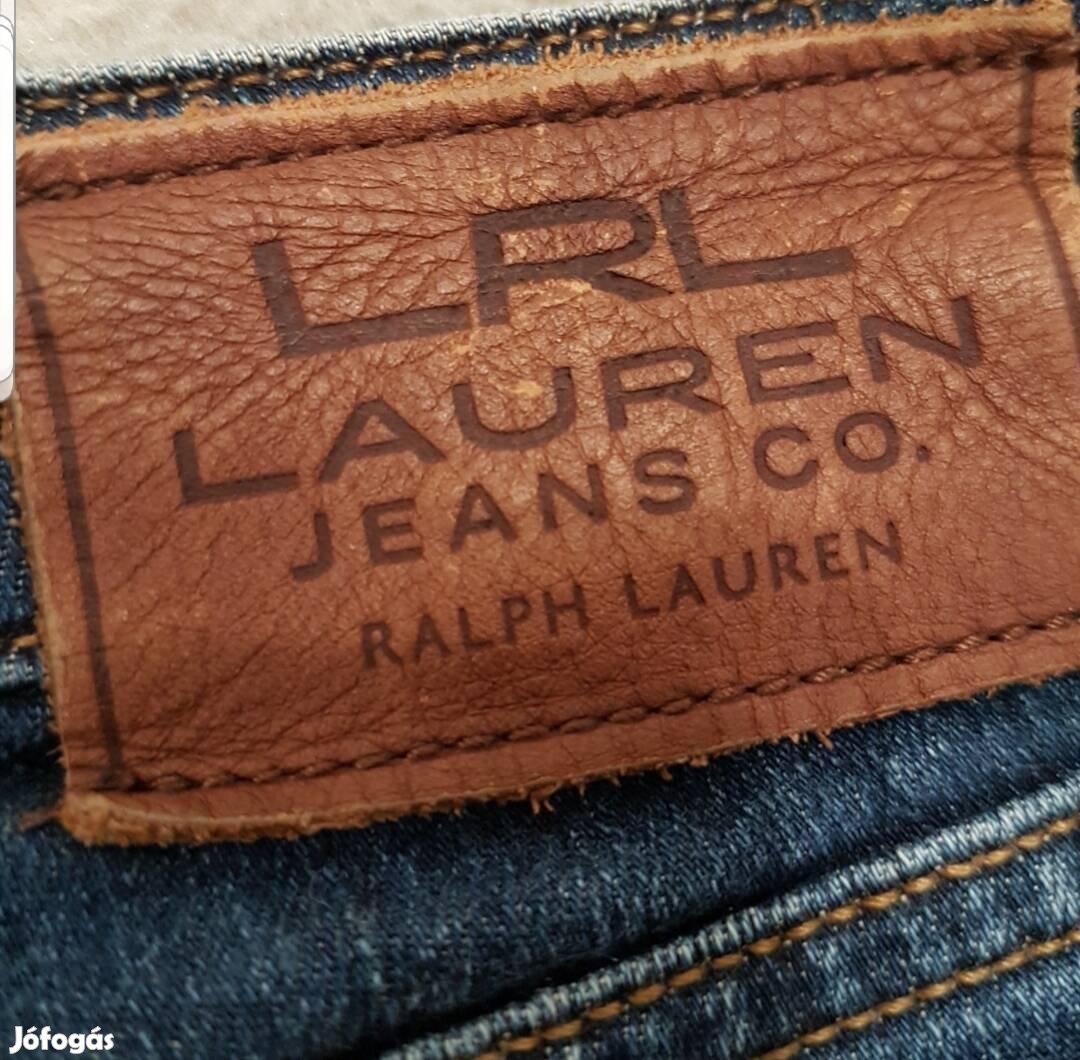 LRL
LAUREN
JEANS CO.
RALPH LAUREN
Jófogás